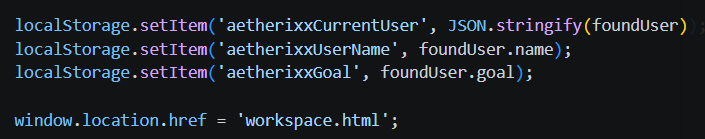 localStorage.setItem('aetherixxCurrentUser', JSON.stringify(foundUser));
localStorage.setItem('aetherixxUserName', foundUser.name);
localStorage.setItem('aetherixxGoal', foundUser.goal);
window.location.href = 'workspace.html';